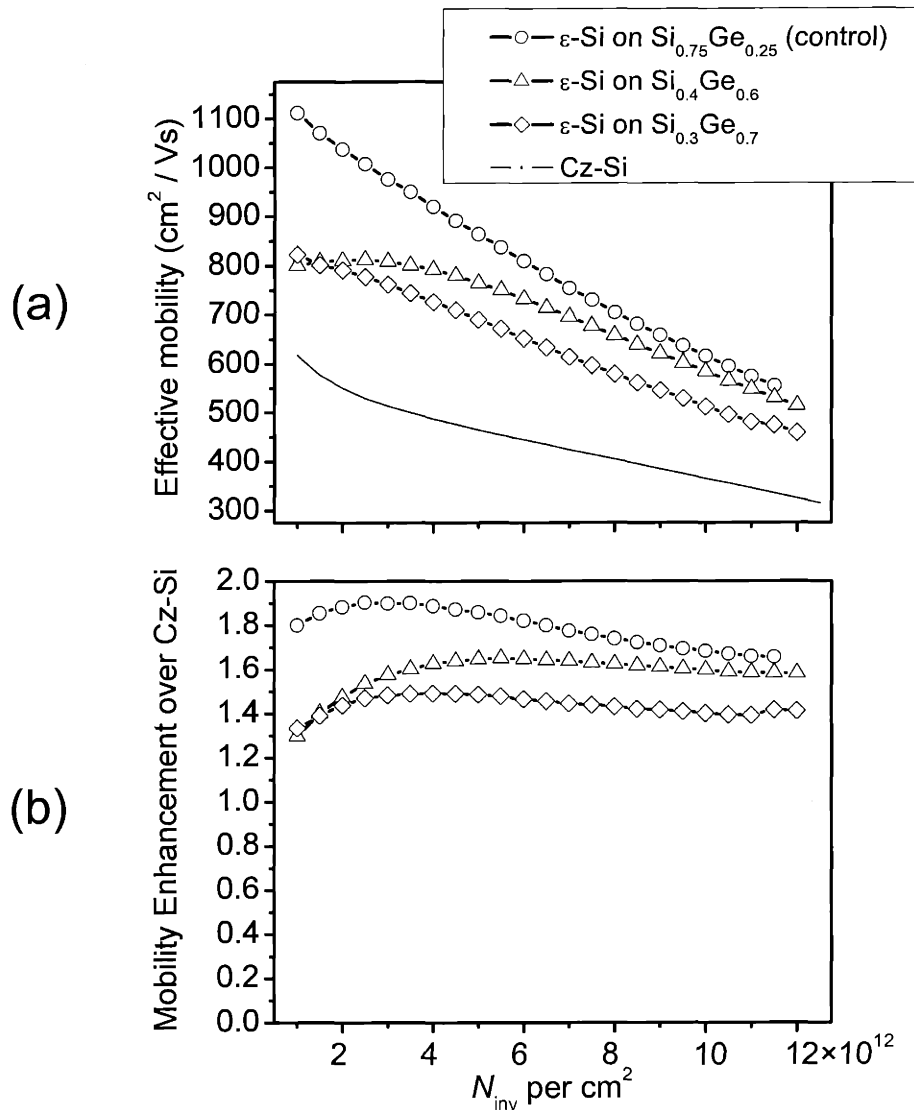 ε-Si on Si0.75Ge0.25 (control)
ε-Si on Si0.4Ge0.6
ε-Si on Si0.3Ge0.7
Cz-Si
(a)
Effective mobility (cm2 / Vs)
1100
1000
900
800
700
600
500
400
300
(b)
Mobility Enhancement over Cz-Si
2.0
1.8
1.6
1.4
1.2
1.0
0.8
0.6
0.4
0.2
0.0
2 4 6 8 10 12×10^12
Ninv per cm2